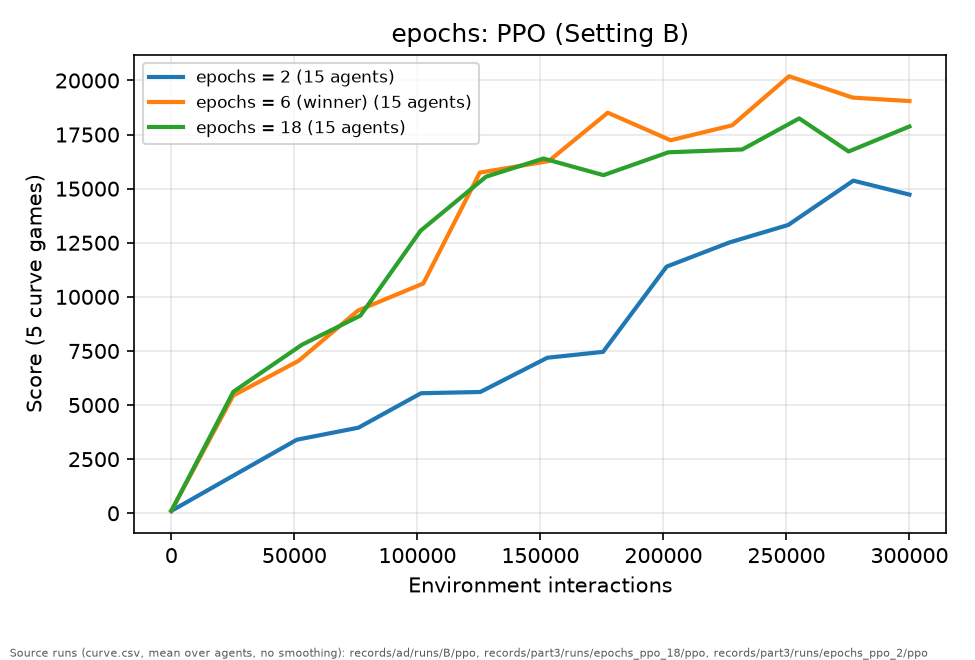 epochs: PPO (Setting B)
epochs = 2 (15 agents)
epochs = 6 (winner) (15 agents)
epochs = 18 (15 agents)
Score (5 curve games)
20000
17500
15000
12500
10000
7500
5000
2500
0
0 50000 100000 150000 200000 250000 300000
Environment interactions
Source runs (curve.csv, mean over agents, no smoothing): records/ad/runs/B/ppo, records/part3/runs/epochs_ppo_18/ppo, records/part3/runs/epochs_ppo_2/ppo